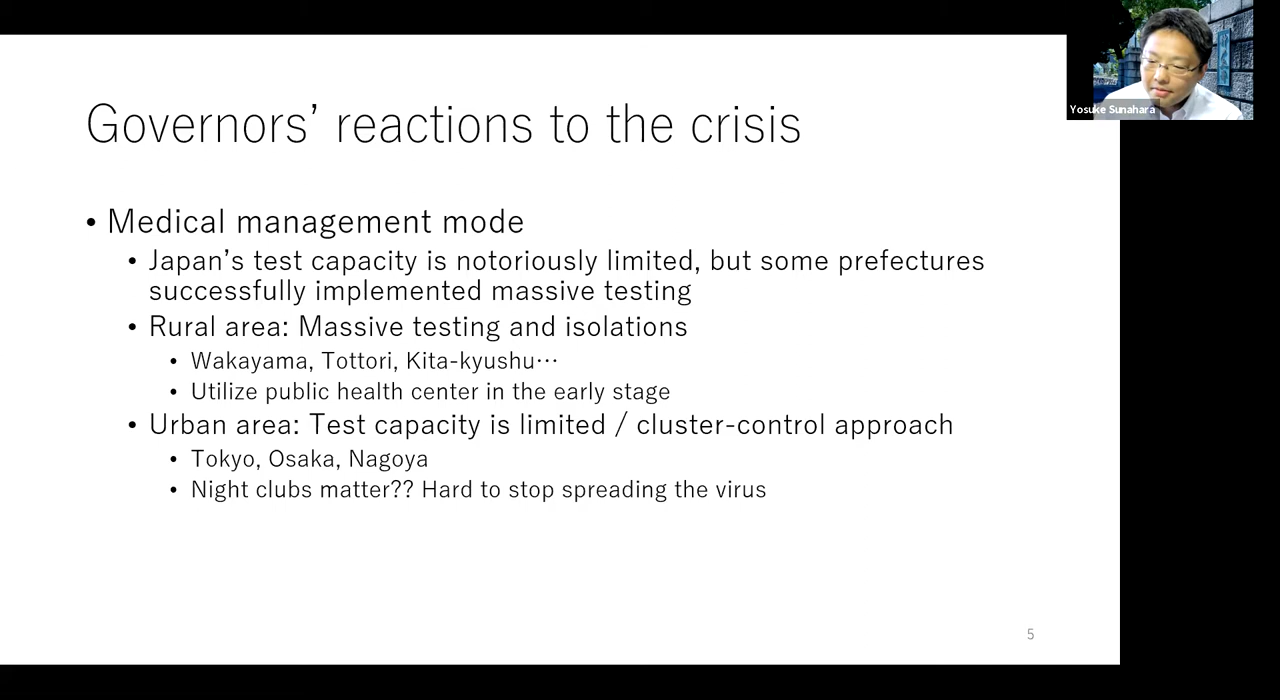 Yosuke Sunahara
Governors’ reactions to the crisis
• Medical management mode
• Japan’s test capacity is notoriously limited, but some prefectures
successfully implemented massive testing
• Rural area: Massive testing and isolations
• Wakayama, Tottori, Kita-kyushu⋯
• Utilize public health center in the early stage
• Urban area: Test capacity is limited / cluster-control approach
• Tokyo, Osaka, Nagoya
• Night clubs matter?? Hard to stop spreading the virus
5